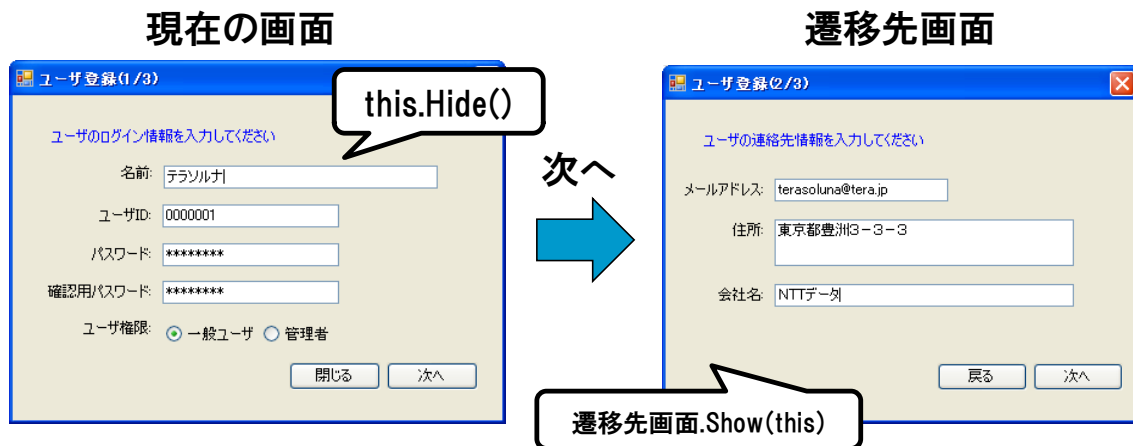 現在の画面
ユーザ登録(1/3)
this.Hide()
ユーザのログイン情報を入力してください
名前: テラソルナ
ユーザID: 0000001
パスワード: ********
確認用パスワード: ********
ユーザ権限: 一般ユーザ 管理者
閉じる 次へ
次へ
遷移先画面
ユーザ登録(2/3)
ユーザの連絡先情報を入力してください
メールアドレス: terasoluna@tera.jp
住所: 東京都豊洲3-3-3
会社名: NTTデータ
戻る 次へ
遷移先画面.Show(this)